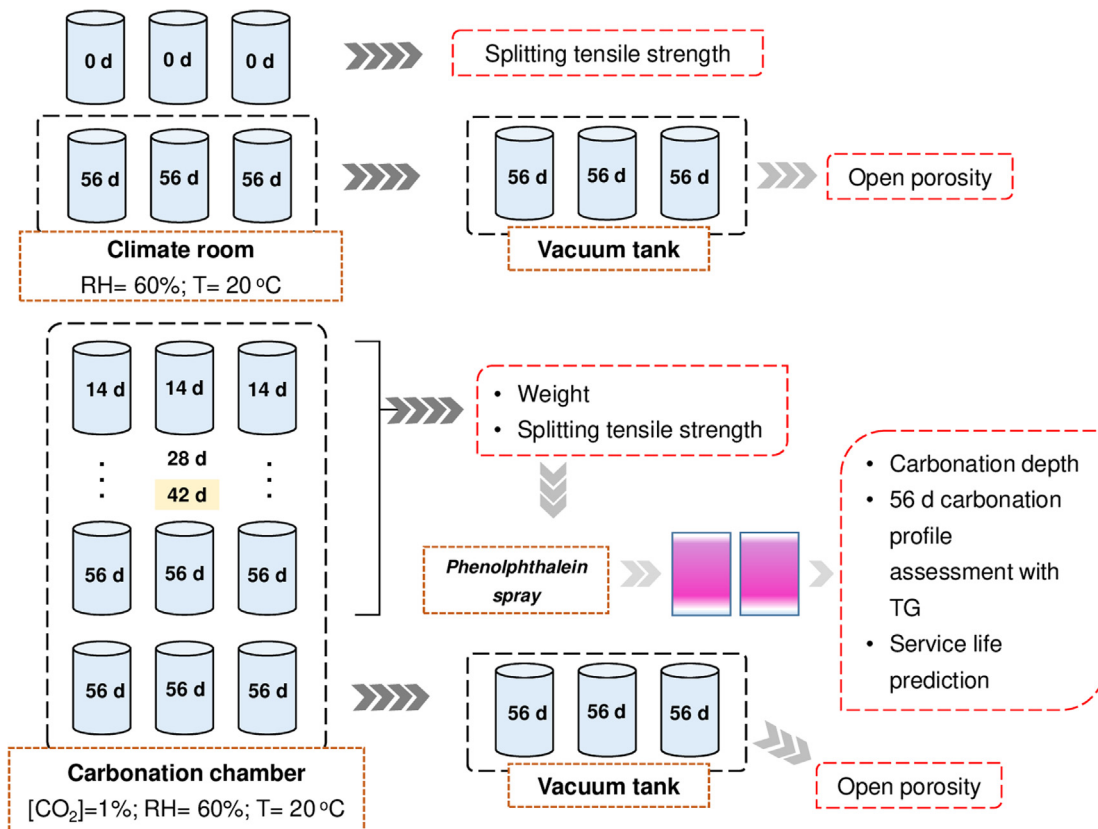 0 d 0 d 0 d
Splitting tensile strength
56 d 56 d 56 d
56 d 56 d 56 d
Open porosity
Climate room
RH= 60%; T= 20 ºC
Vacuum tank
14 d 14 d 14 d
28 d
42 d
56 d 56 d 56 d
• Weight
• Splitting tensile strength
Phenolphthalein
spray
• Carbonation depth
• 56 d carbonation
profile
assessment with
TG
• Service life
prediction
56 d 56 d 56 d
56 d 56 d 56 d
Carbonation chamber
[CO₂]=1%; RH= 60%; T= 20 ºC
Vacuum tank
Open porosity